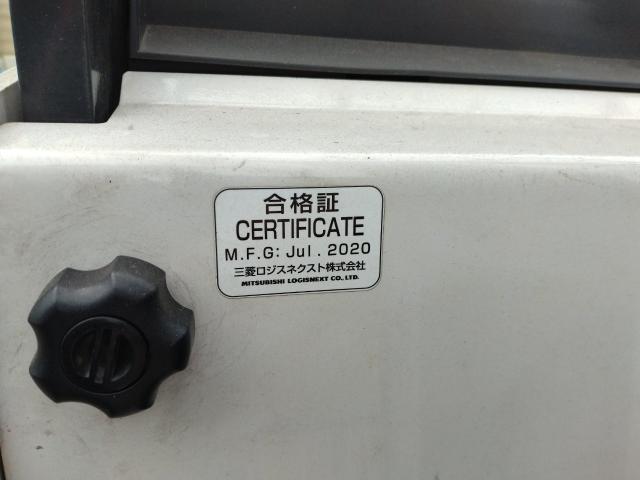 合格証
CERTIFICATE
M.F.G: Jul. 2020
三菱ロジスネクスト株式会社
MITSUBISHI LOGISNEXT CO., LTD.